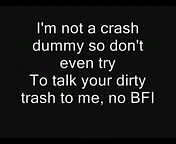 I'm not a crash
dummy so don't
even try
To talk your dirty
trash to me, no BFI